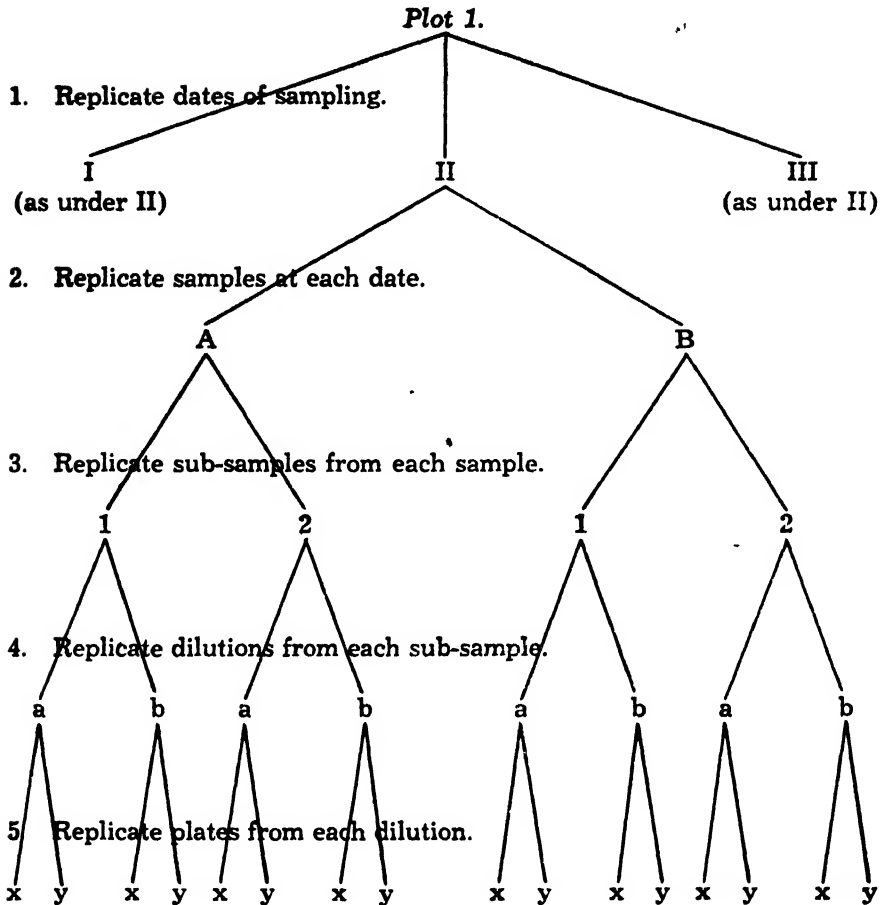 Plot 1.
1. Replicate dates of sampling.
I II III
(as under II) (as under II)
2. Replicate samples at each date.
A B
3. Replicate sub-samples from each sample.
1 2 1 2
4. Replicate dilutions from each sub-sample.
a b a b a b a b
5 Replicate plates from each dilution.
x y x y x y x y x y x y x y x y